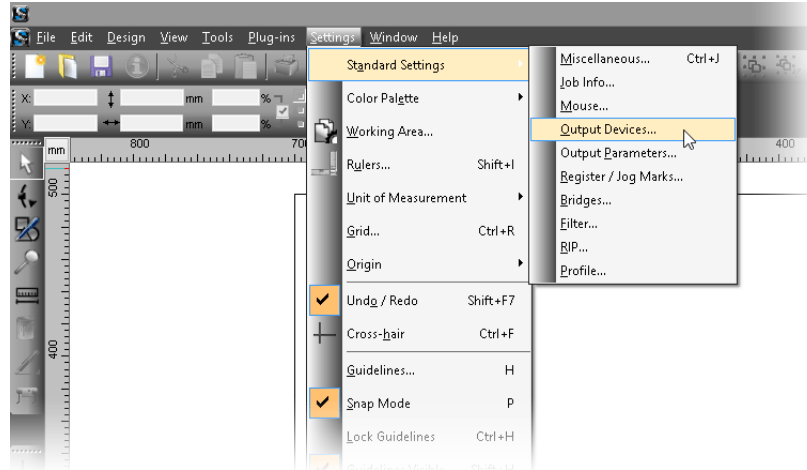 File Edit Design View Tools Plug-ins Settings Window Help
X: mm %
Y: mm %
mm 800 700 400
500
400
Standard Settings
Color Palette
Working Area...
Rulers... Shift+I
Unit of Measurement
Grid... Ctrl+R
Origin
Undo / Redo Shift+F7
Cross-hair Ctrl+F
Guidelines... H
Snap Mode P
Lock Guidelines Ctrl+H
Guidelines Visible Shift+H
Miscellaneous... Ctrl+J
Job Info...
Mouse...
Output Devices...
Output Parameters...
Register / Jog Marks...
Bridges...
Filter...
RIP...
Profile...